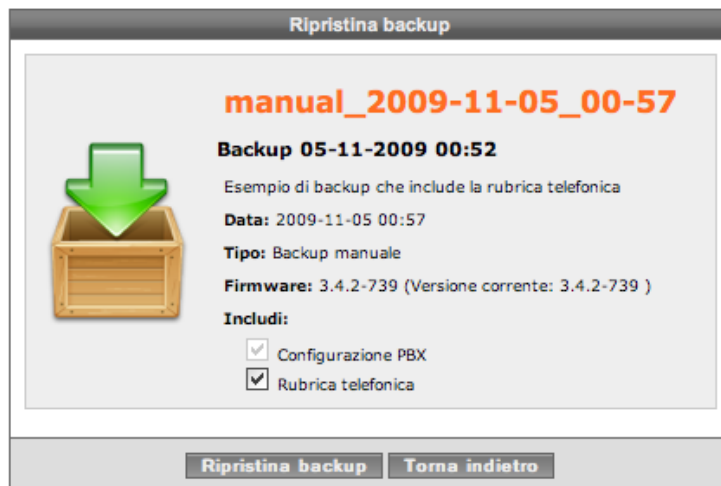 Ripristina backup
manual_2009-11-05_00-57
Backup 05-11-2009 00:52
Esempio di backup che include la rubrica telefonica
Data: 2009-11-05 00:57
Tipo: Backup manuale
Firmware: 3.4.2-739 (Versione corrente: 3.4.2-739 )
Includi:
Configurazione PBX
Rubrica telefonica
Ripristina backup Torna indietro